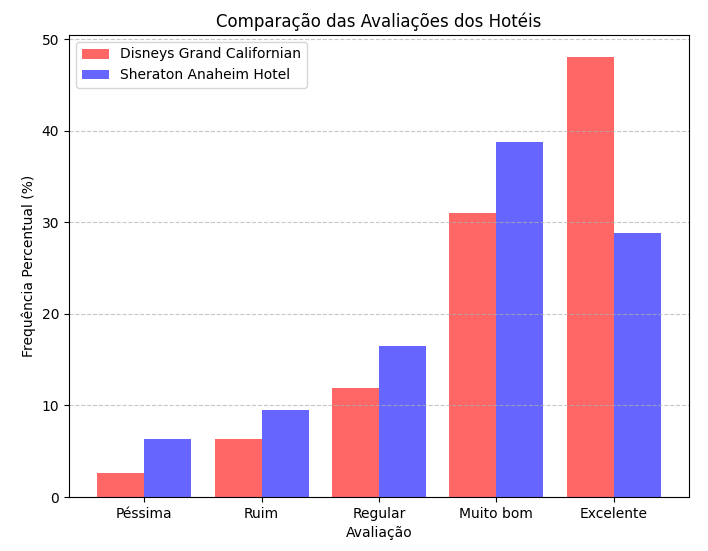 Comparação das Avaliações dos Hotéis
Disneys Grand Californian
Sheraton Anaheim Hotel
Frequência Percentual (%)
50
40
30
20
10
0
Péssima Ruim Regular Muito bom Excelente
Avaliação